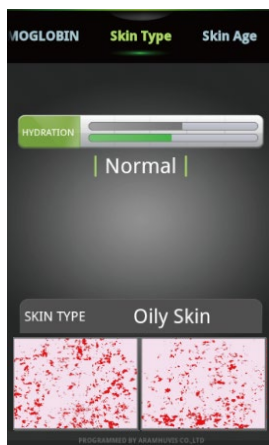 MOGLOBIN Skin Type Skin Age
HYDRATION
| Normal |
SKIN TYPE Oily Skin
PROGRAMMED BY ARAMHUVIS CO.,LTD